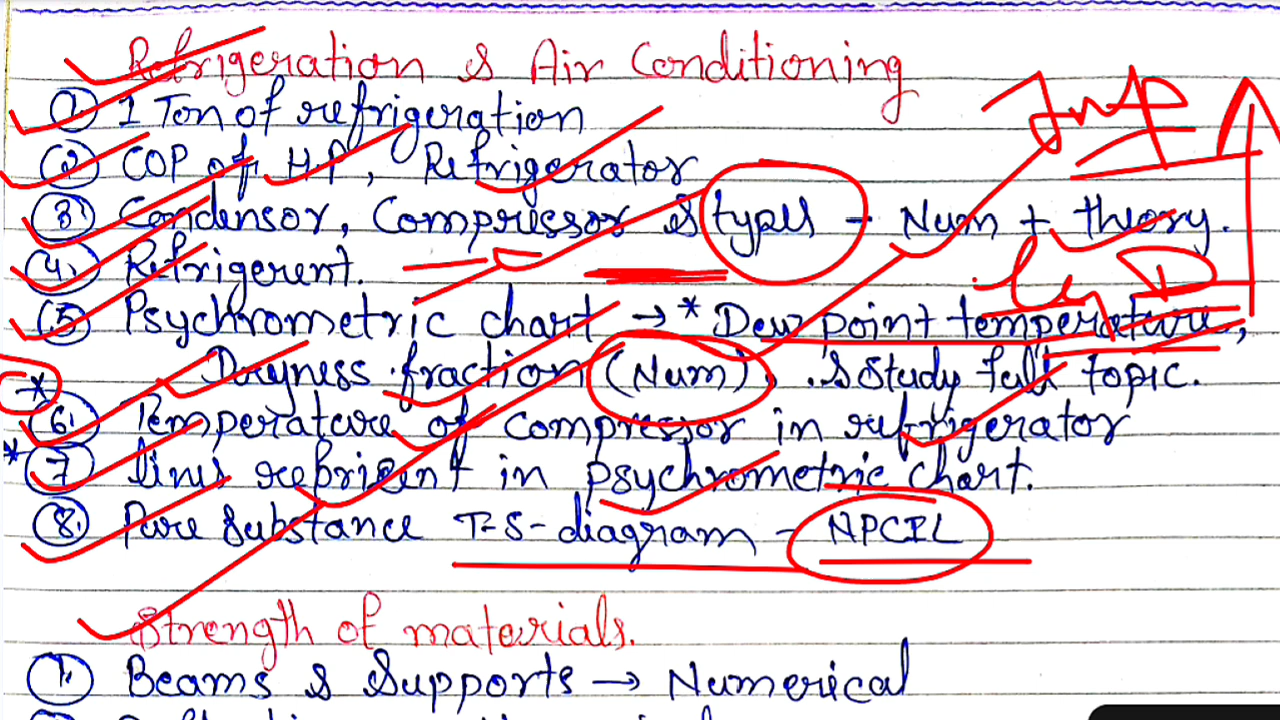 Refrigeration & Air Conditioning
① 1 Ton of refrigeration
② COP of H.P, Refrigerator
③ Condensor, Compressor & types - Num + theory.
④ Refrigerent.
⑤ Psychrometric chart → * Dew point temperature,
Dryness fraction (Num), & Study full topic.
* ⑥ Temperature of compressor in refrigerator
* ⑦ lines reprisent in psychrometric chart.
⑧ Pure Substance T-S-diagram - NPCIL
Imp
Strength of materials.
① Beams & Supports → Numerical